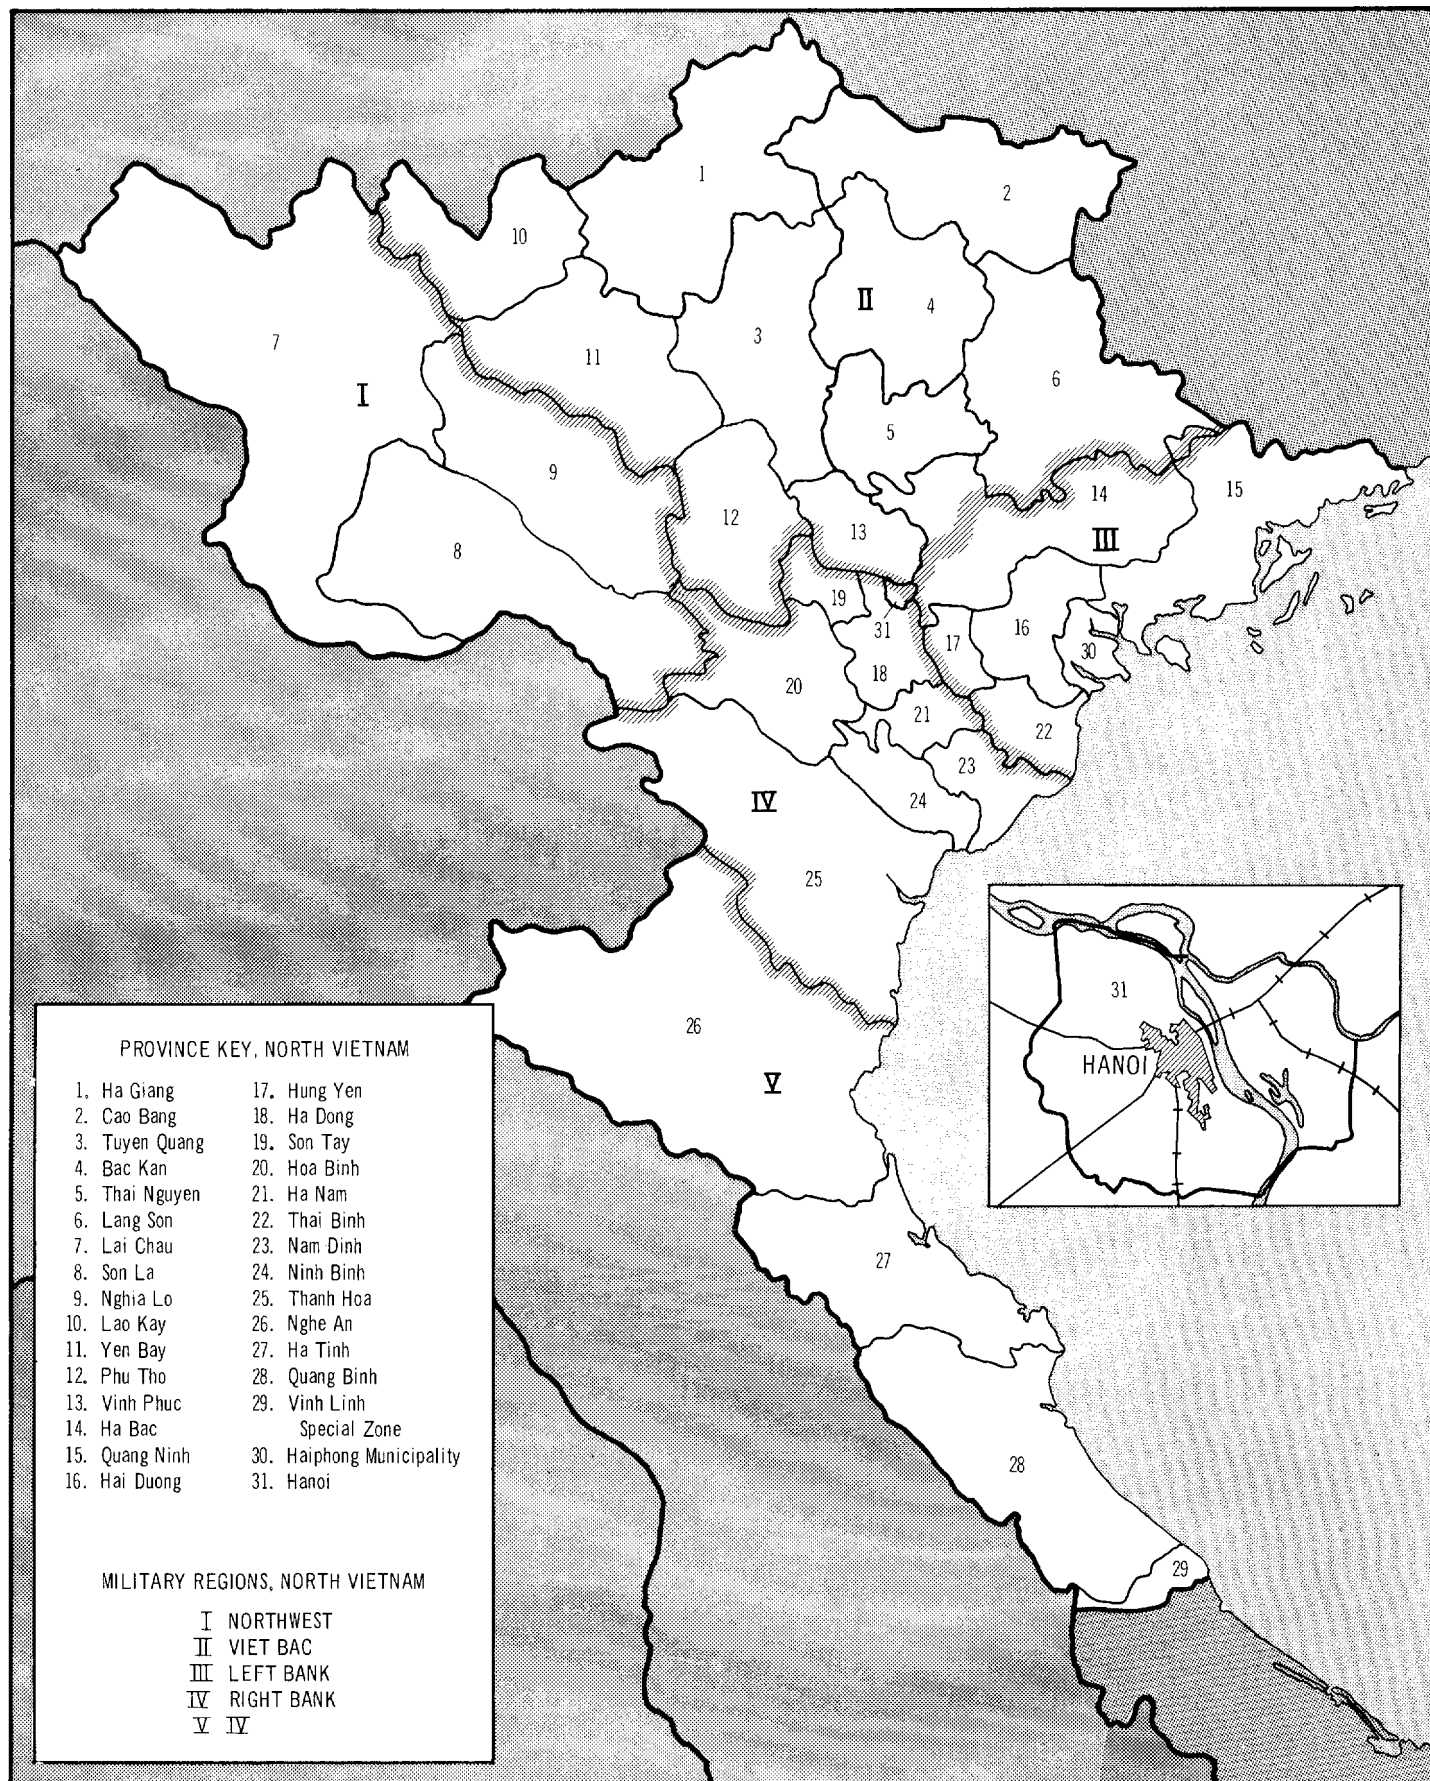 1
2
10
II
4
7
3
11
6
I
5
9
14
15
12
13
III
8
19
16
31
17
30
18
20
21
22
23
IV
24
25
31
26
HANOI
V
27
28
29
PROVINCE KEY, NORTH VIETNAM
1, Ha Giang
2. Cao Bang
3. Tuyen Quang
4. Bac Kan
5. Thai Nguyen
6. Lang Son
7. Lai Chau
8. Son La
9. Nghia Lo
10. Lao Kay
11. Yen Bay
12. Phu Tho
13. Vinh Phuc
14. Ha Bac
15. Quang Ninh
16. Hai Duong
17. Hung Yen
18. Ha Dong
19. Son Tay
20. Hoa Binh
21. Ha Nam
22. Thai Binh
23. Nam Dinh
24. Ninh Binh
25. Thanh Hoa
26. Nghe An
27. Ha Tinh
28. Quang Binh
29. Vinh Linh
Special Zone
30. Haiphong Municipality
31. Hanoi
MILITARY REGIONS, NORTH VIETNAM
I NORTHWEST
II VIET BAC
III LEFT BANK
IV RIGHT BANK
V IV